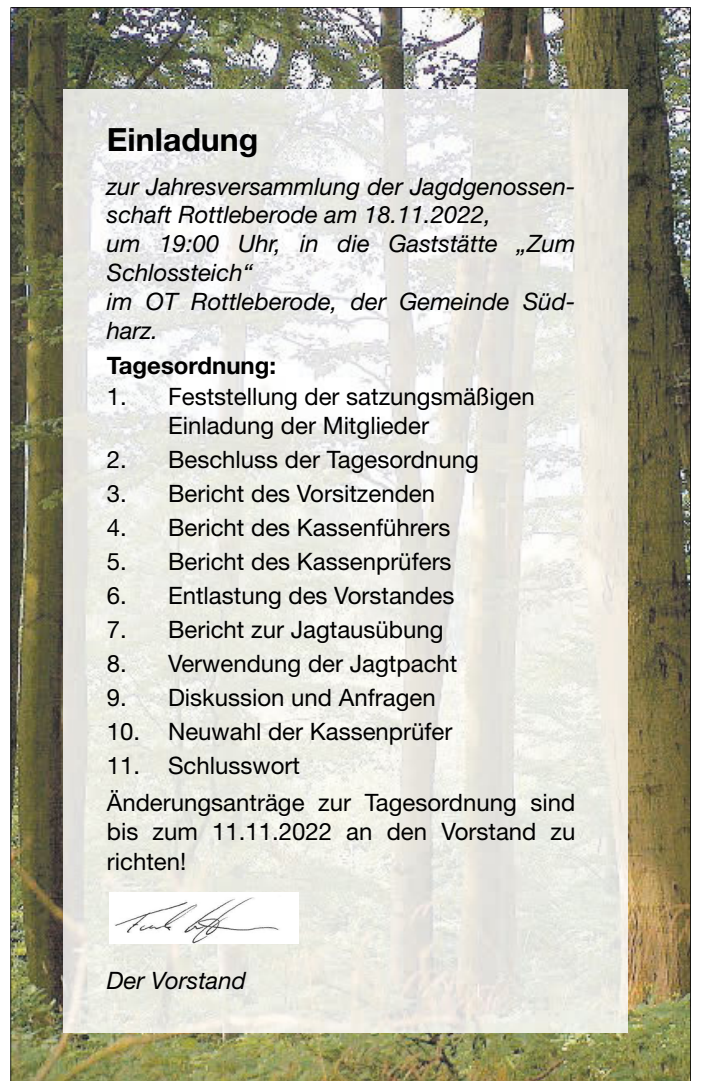 Einladung
zur Jahresversammlung der Jagdgenossen-
schaft Rottleberode am 18.11.2022,
um 19:00 Uhr, in die Gaststätte „Zum
Schlossteich“
im OT Rottleberode, der Gemeinde Süd-
harz.
Tagesordnung:
1. Feststellung der satzungsmäßigen
Einladung der Mitglieder
2. Beschluss der Tagesordnung
3. Bericht des Vorsitzenden
4. Bericht des Kassenführers
5. Bericht des Kassenprüfers
6. Entlastung des Vorstandes
7. Bericht zur Jagtausübung
8. Verwendung der Jagtpacht
9. Diskussion und Anfragen
10. Neuwahl der Kassenprüfer
11. Schlusswort
Änderungsanträge zur Tagesordnung sind
bis zum 11.11.2022 an den Vorstand zu
richten!
Der Vorstand